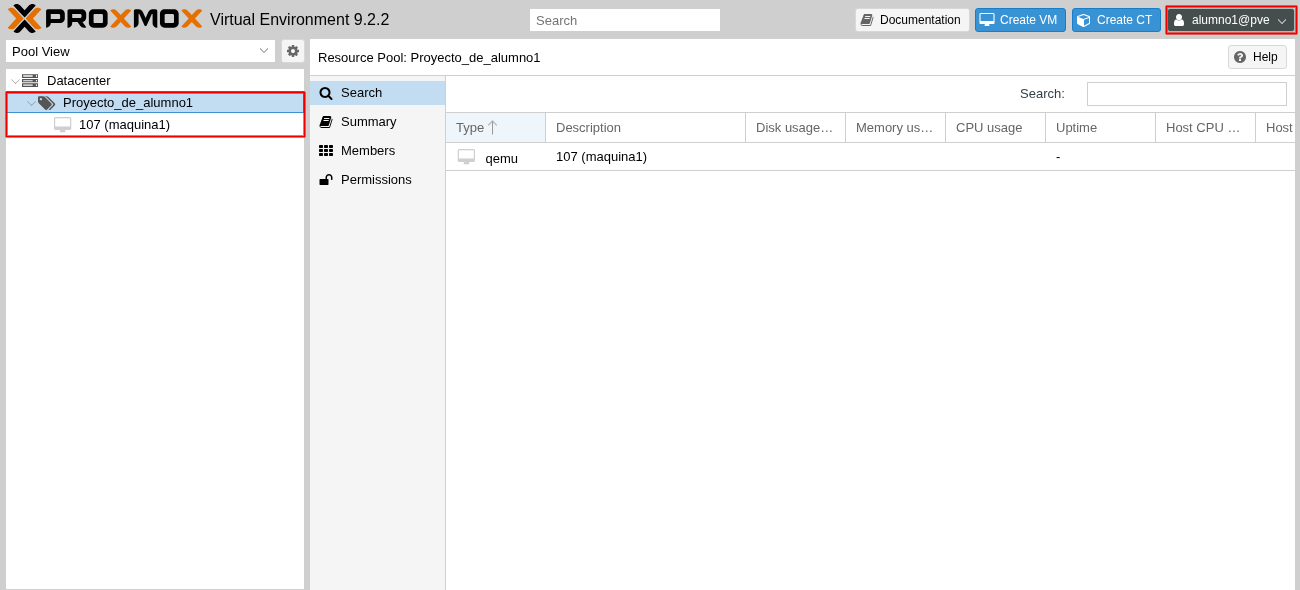 PROXMOX Virtual Environment 9.2.2 Search Documentation Create VM Create CT alumno1@pve
Pool View
Resource Pool: Proyecto_de_alumno1 Help
Datacenter
Proyecto_de_alumno1
107 (maquina1)
Search
Summary
Members
Permissions
Search:
Type Description Disk usage... Memory us... CPU usage Uptime Host CPU ... Host
qemu 107 (maquina1) -